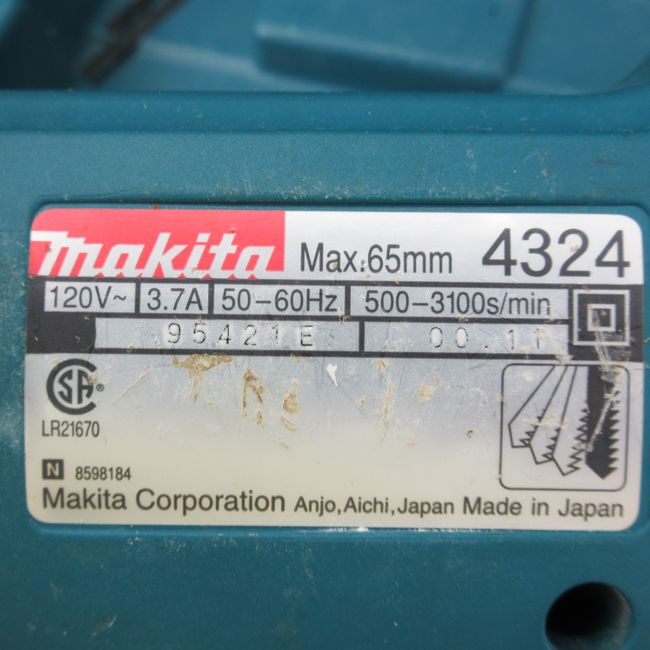 makita Max.65mm 4324
120V~ 3.7A 50-60Hz 500-3100s/min
95421E 00.11
SA ®
LR21670
N 8598184
Makita Corporation Anjo,Aichi,Japan Made in Japan